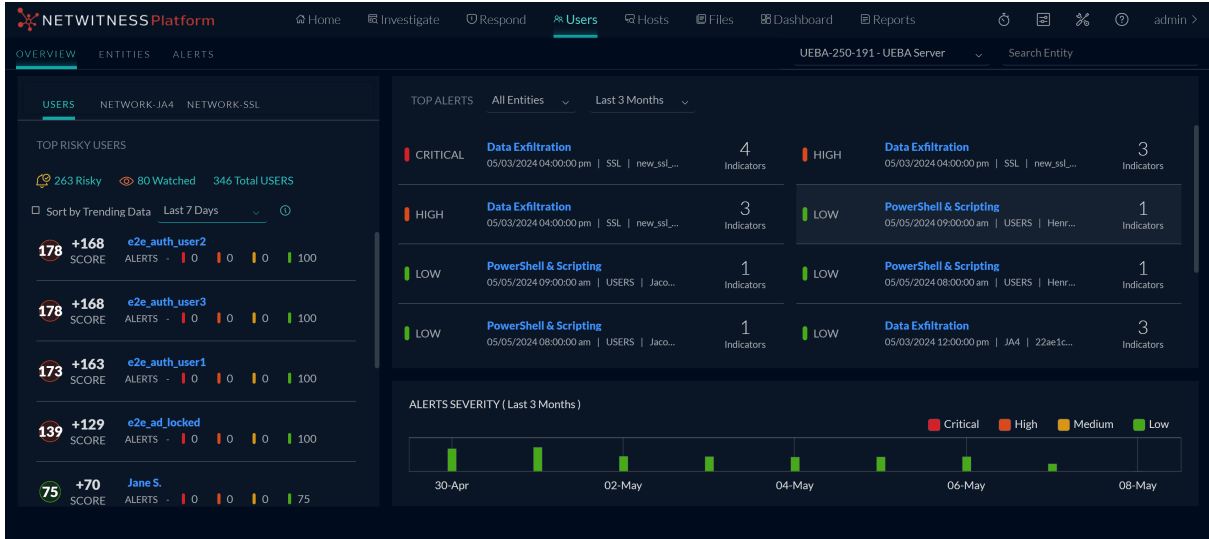 NETWITNESS Platform
Home Investigate Respond Users Hosts Files Dashboard Reports admin >
OVERVIEW ENTITIES ALERTS
UEBA-250-191 - UEBA Server Search Entity
USERS NETWORK-JA4 NETWORK-SSL
TOP RISKY USERS
263 Risky 80 Watched 346 Total USERS
Sort by Trending Data Last 7 Days
178 +168 SCORE e2e_auth_user2
ALERTS - 0 0 0 100
178 +168 SCORE e2e_auth_user3
ALERTS - 0 0 0 100
173 +163 SCORE e2e_auth_user1
ALERTS - 0 0 0 100
139 +129 SCORE e2e_ad_locked
ALERTS - 0 0 0 100
75 +70 SCORE Jane S.
ALERTS - 0 0 0 75
TOP ALERTS All Entities Last 3 Months
CRITICAL Data Exfiltration 4 Indicators
05/03/2024 04:00:00 pm | SSL | new_ssl_...
HIGH Data Exfiltration 3 Indicators
05/03/2024 04:00:00 pm | SSL | new_ssl_...
HIGH Data Exfiltration 3 Indicators
05/03/2024 04:00:00 pm | SSL | new_ssl_...
LOW PowerShell & Scripting 1 Indicators
05/05/2024 09:00:00 am | USERS | Henr...
LOW PowerShell & Scripting 1 Indicators
05/05/2024 09:00:00 am | USERS | Jaco...
LOW PowerShell & Scripting 1 Indicators
05/05/2024 08:00:00 am | USERS | Henr...
LOW PowerShell & Scripting 1 Indicators
05/05/2024 08:00:00 am | USERS | Jaco...
LOW Data Exfiltration 3 Indicators
05/03/2024 12:00:00 pm | JA4 | 22ae1c...
ALERTS SEVERITY ( Last 3 Months )
Critical High Medium Low
30-Apr 02-May 04-May 06-May 08-May